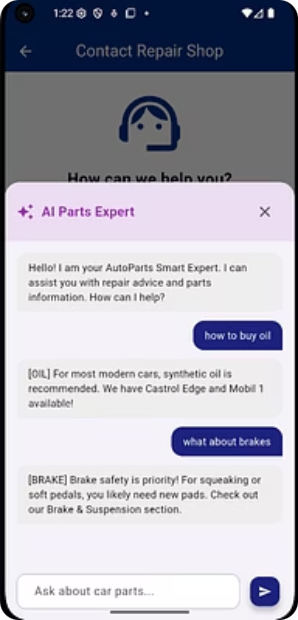 1:22
Contact Repair Shop
How can we help you?
AI Parts Expert
Hello! I am your AutoParts Smart Expert. I can
assist you with repair advice and parts
information. How can I help?
how to buy oil
[OIL] For most modern cars, synthetic oil is
recommended. We have Castrol Edge and Mobil 1
available!
what about brakes
[BRAKE] Brake safety is priority! For squeaking or
soft pedals, you likely need new pads. Check out
our Brake & Suspension section.
Ask about car parts...